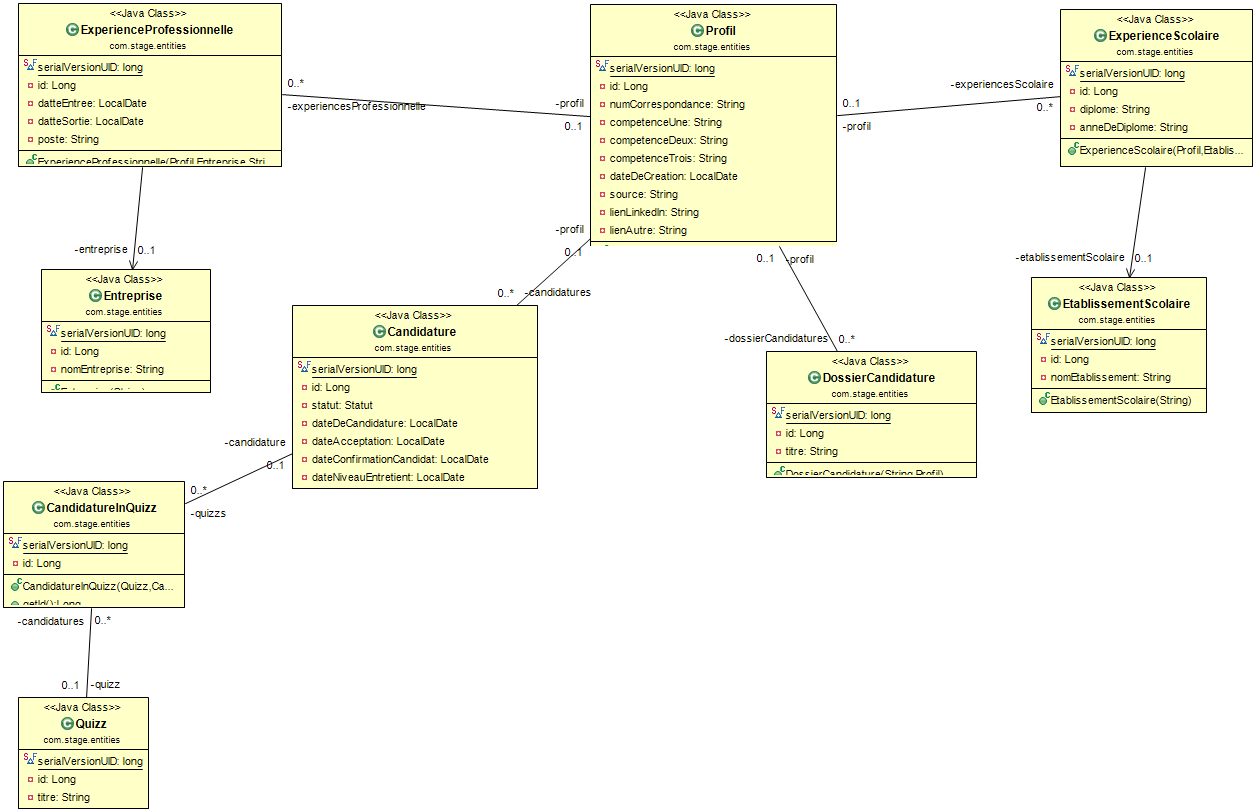 <<Java Class>>
ExperienceProfessionnelle
com.stage.entities
serialVersionUID: long
id: Long
datteEntree: LocalDate
datteSortie: LocalDate
poste: String
ExperienceProfessionnelle(Profil,Entreprise,Stri...
0..*
-experiencesProfessionnelle
-profil
0..1
<<Java Class>>
Profil
com.stage.entities
serialVersionUID: long
id: Long
numCorrespondance: String
competenceUne: String
competenceDeux: String
competenceTrois: String
dateDeCreation: LocalDate
source: String
lienLinkedIn: String
lienAutre: String
-experiencesScolaire
0..1
0..*
-profil
<<Java Class>>
ExperienceScolaire
com.stage.entities
serialVersionUID: long
id: Long
diplome: String
anneDeDiplome: String
ExperienceScolaire(Profil,Etablis...
-entreprise
0..1
<<Java Class>>
Entreprise
com.stage.entities
serialVersionUID: long
id: Long
nomEntreprise: String
Entreprise(String)
-profil
0..1
0..*
-candidatures
0..1
-profil
-dossierCandidatures
0..*
-etablissementScolaire
0..1
<<Java Class>>
EtablissementScolaire
com.stage.entities
serialVersionUID: long
id: Long
nomEtablissement: String
EtablissementScolaire(String)
<<Java Class>>
Candidature
com.stage.entities
serialVersionUID: long
id: Long
statut: Statut
dateDeCandidature: LocalDate
dateAcceptation: LocalDate
dateConfirmationCandidat: LocalDate
dateNiveauEntretient: LocalDate
<<Java Class>>
DossierCandidature
com.stage.entities
serialVersionUID: long
id: Long
titre: String
DossierCandidature(String,Profil)
-candidature
0..1
0..*
-quizzs
<<Java Class>>
CandidatureInQuizz
com.stage.entities
serialVersionUID: long
id: Long
CandidatureInQuizz(Quizz,Ca...
getId():Long
-candidatures
0..*
0..1
-quizz
<<Java Class>>
Quizz
com.stage.entities
serialVersionUID: long
id: Long
titre: String